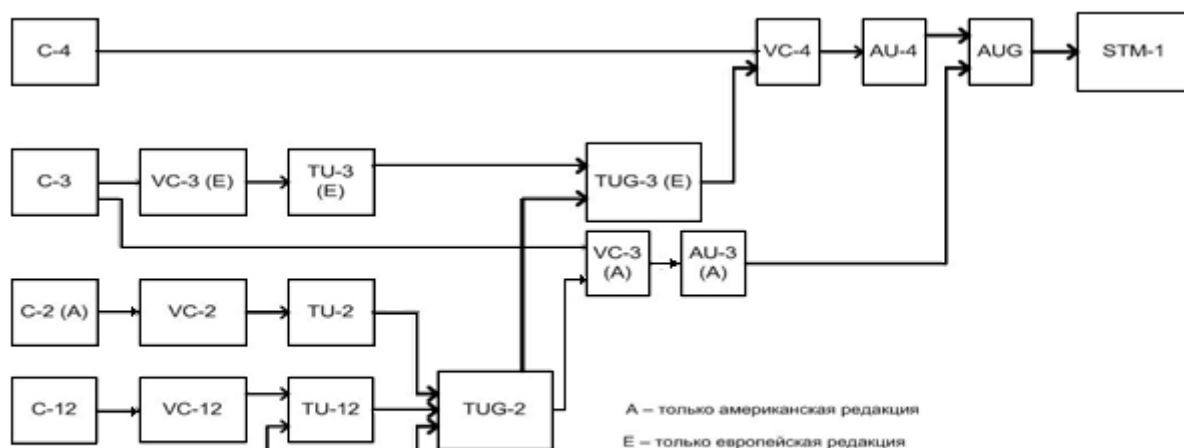 C-4
VC-4
AU-4
AUG
STM-1
C-3
VC-3 (E)
TU-3
(E)
TUG-3 (E)
VC-3
(A)
AU-3
(A)
C-2 (A)
VC-2
TU-2
C-12
VC-12
TU-12
TUG-2
А – только американская редакция
Е – только европейская редакция